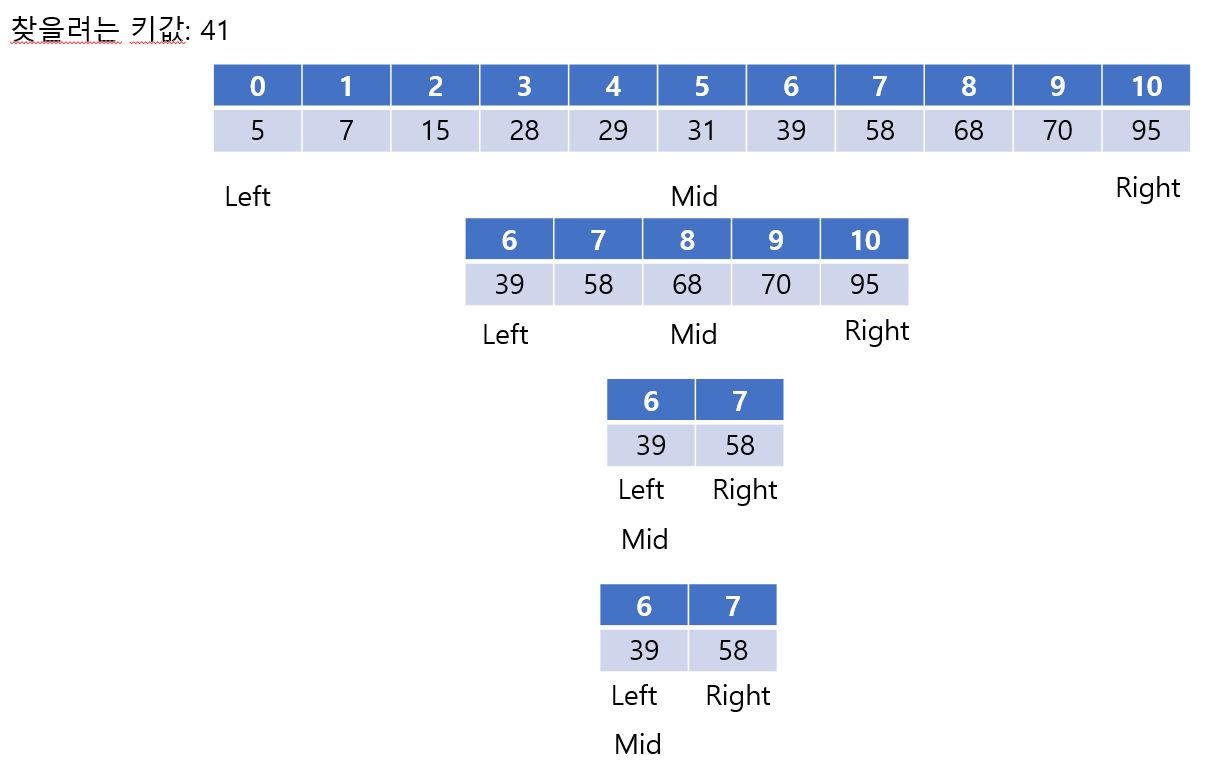 찾을려는 키값: 41
0 1 2 3 4 5 6 7 8 9 10
5 7 15 28 29 31 39 58 68 70 95
Left Mid Right
6 7 8 9 10
39 58 68 70 95
Left Mid Right
6 7
39 58
Left Right
Mid
6 7
39 58
Left Right
Mid